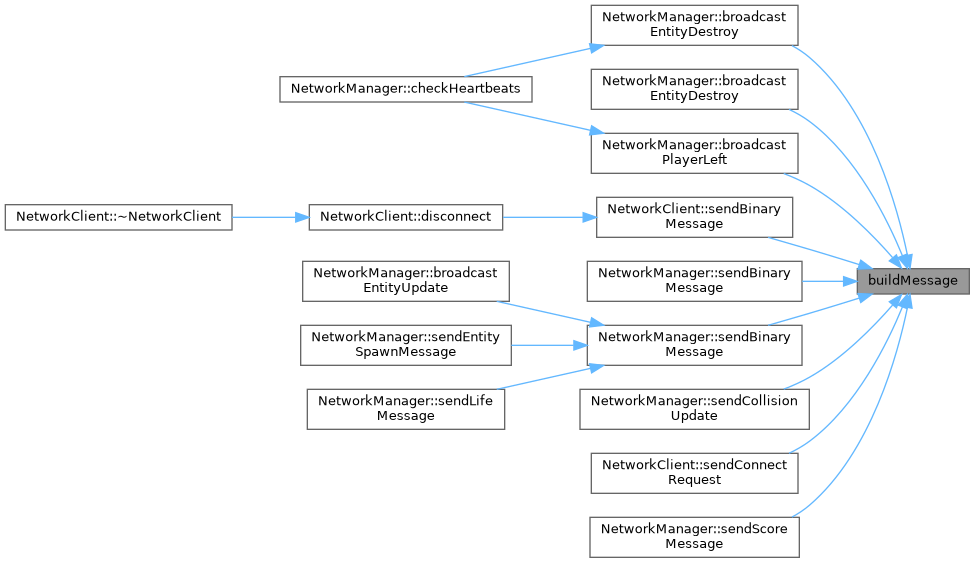 NetworkManager::broadcast
EntityDestroy
NetworkManager::checkHeartbeats
NetworkManager::broadcast
EntityDestroy
NetworkManager::broadcast
PlayerLeft
NetworkClient::~NetworkClient
NetworkClient::disconnect
NetworkClient::sendBinary
Message
NetworkManager::broadcast
EntityUpdate
NetworkManager::sendBinary
Message
buildMessage
NetworkManager::sendEntity
SpawnMessage
NetworkManager::sendBinary
Message
NetworkManager::sendLife
Message
NetworkManager::sendCollision
Update
NetworkClient::sendConnect
Request
NetworkManager::sendScore
Message